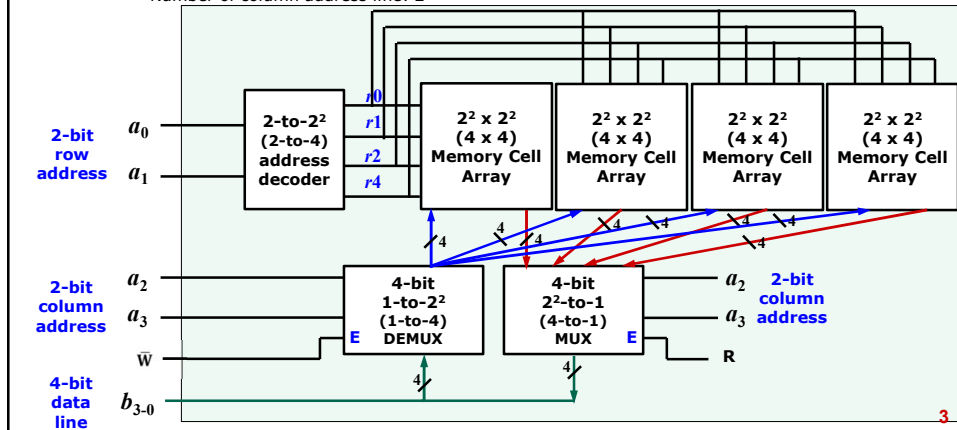 Number of column address line: 2
r0
r1
r2
r4
2-bit
row
address
a0
a1
2-to-2²
(2-to-4)
address
decoder
2² x 2²
(4 x 4)
Memory Cell
Array
2² x 2²
(4 x 4)
Memory Cell
Array
2² x 2²
(4 x 4)
Memory Cell
Array
2² x 2²
(4 x 4)
Memory Cell
Array
4
4
4
4
4
4
4
4
2-bit
column
address
a2
a3
4-bit
1-to-2²
(1-to-4)
DEMUX
E
4-bit
2²-to-1
(4-to-1)
MUX
E
a2
a3
2-bit
column
address
W̅
R
4-bit
data
line
b3-0
4
4
3